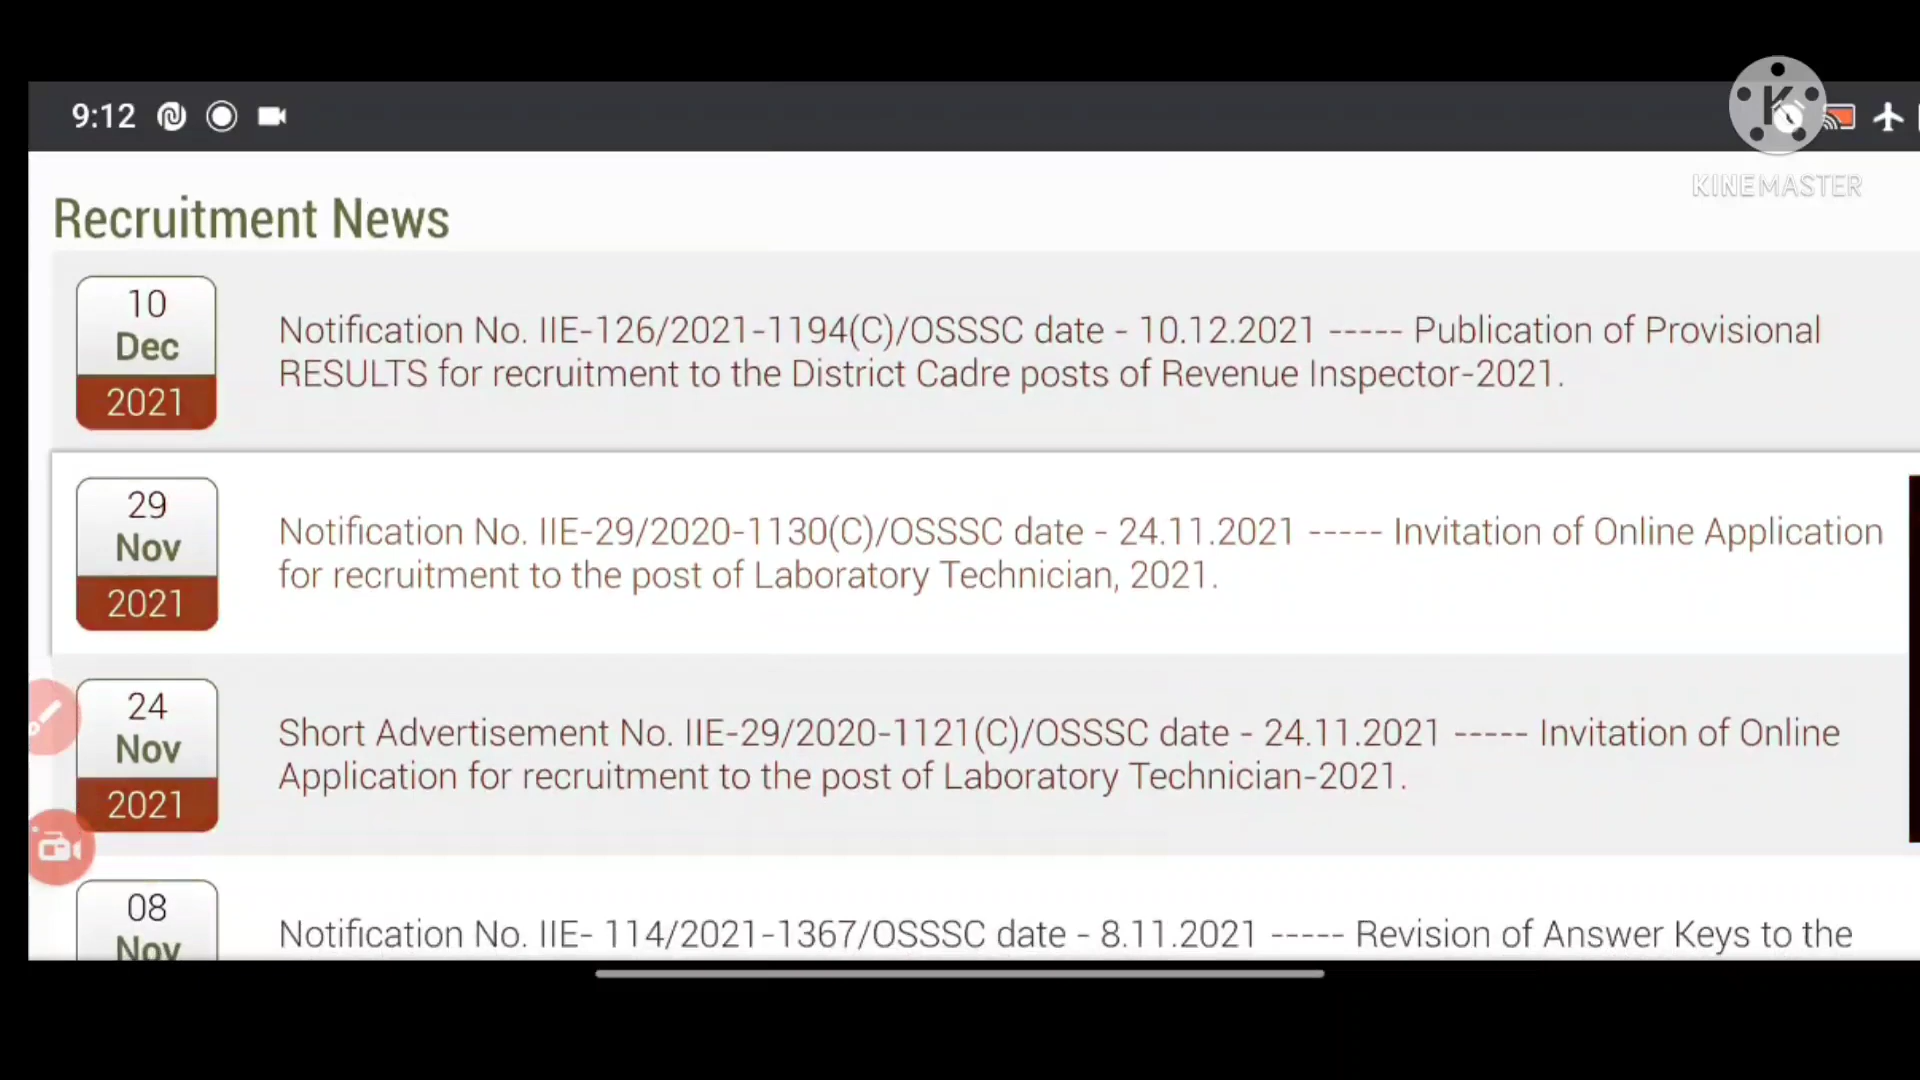 9:12
K
KINEMASTER
Recruitment News
10
Dec
2021
Notification No. IIE-126/2021-1194(C)/OSSSC date - 10.12.2021 ----- Publication of Provisional
RESULTS for recruitment to the District Cadre posts of Revenue Inspector-2021.
29
Nov
2021
Notification No. IIE-29/2020-1130(C)/OSSSC date - 24.11.2021 ----- Invitation of Online Application
for recruitment to the post of Laboratory Technician, 2021.
24
Nov
2021
Short Advertisement No. IIE-29/2020-1121(C)/OSSSC date - 24.11.2021 ----- Invitation of Online
Application for recruitment to the post of Laboratory Technician-2021.
08
Nov
Notification No. IIE- 114/2021-1367/OSSSC date - 8.11.2021 ----- Revision of Answer Keys to the